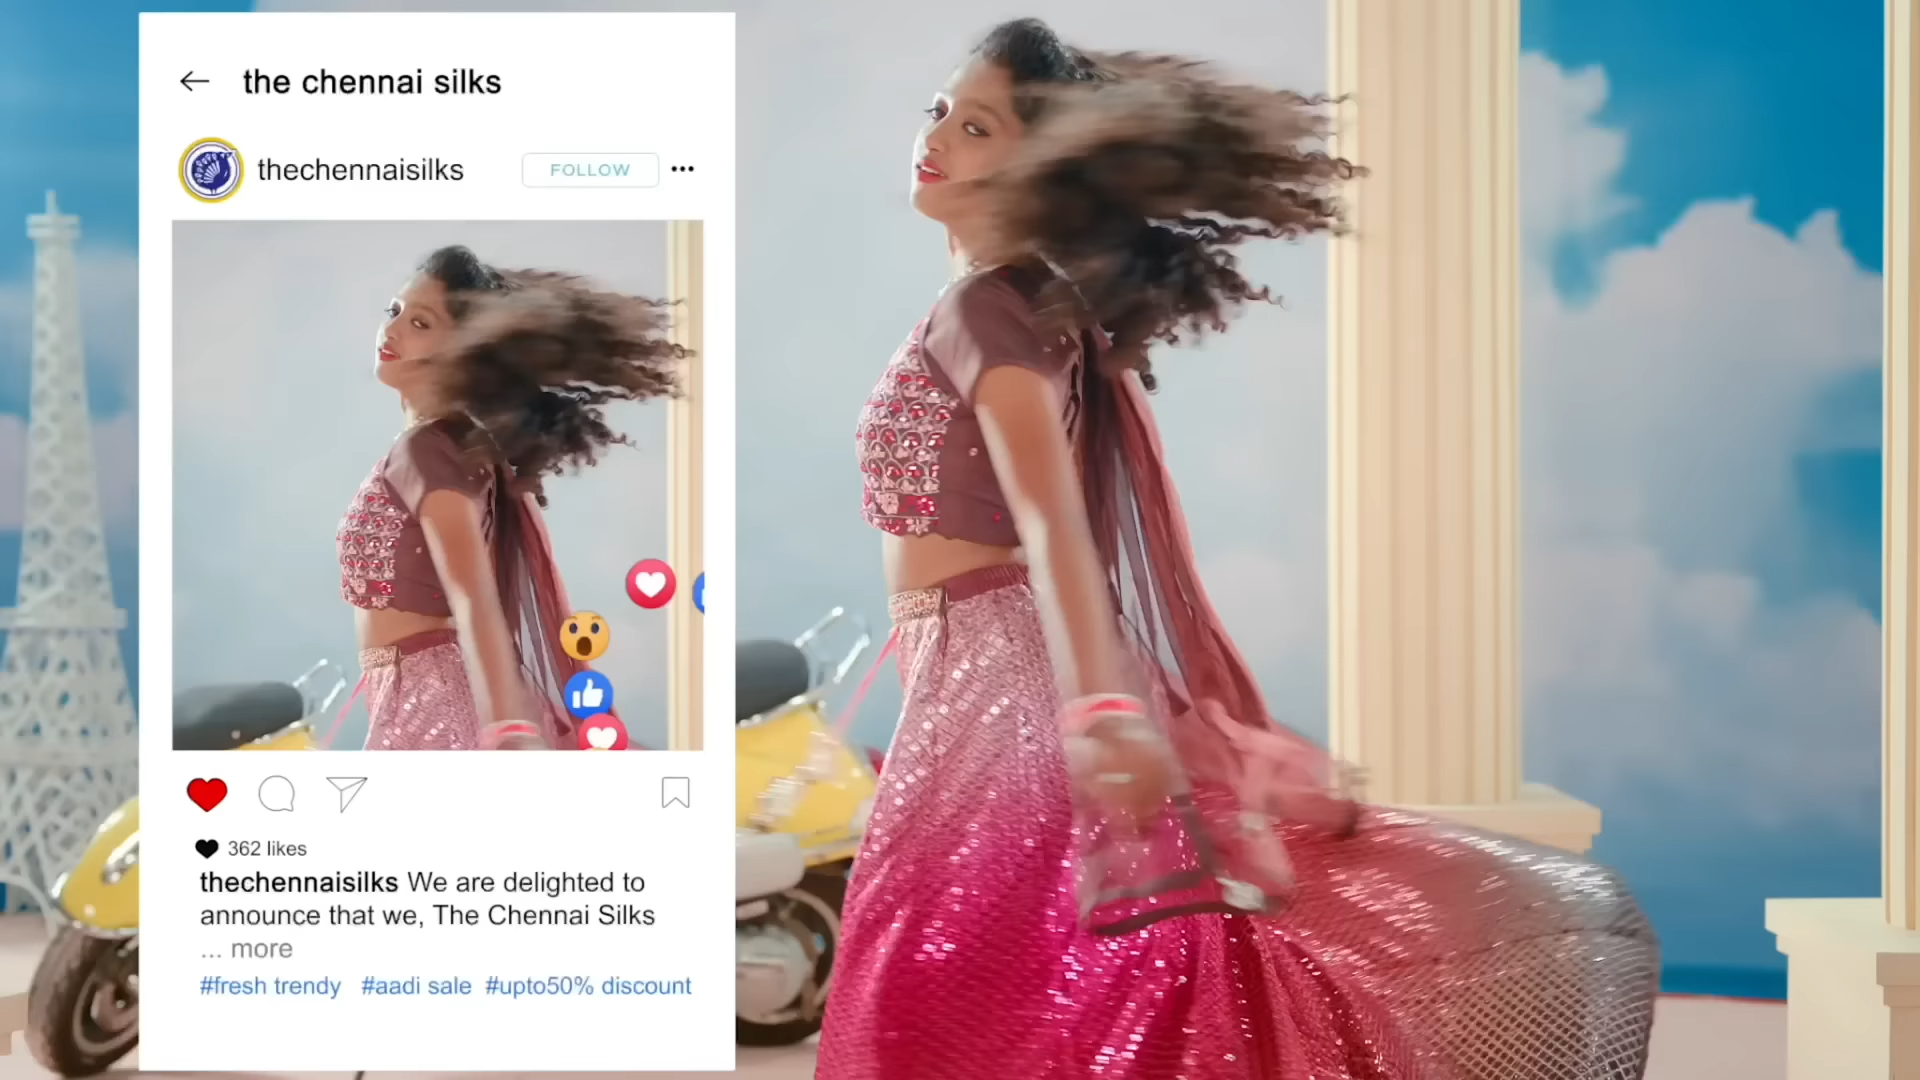 the chennai silks
thechennaisilks
FOLLOW
362 likes
thechennaisilks We are delighted to
announce that we, The Chennai Silks
... more
#fresh trendy #aadi sale #upto50% discount